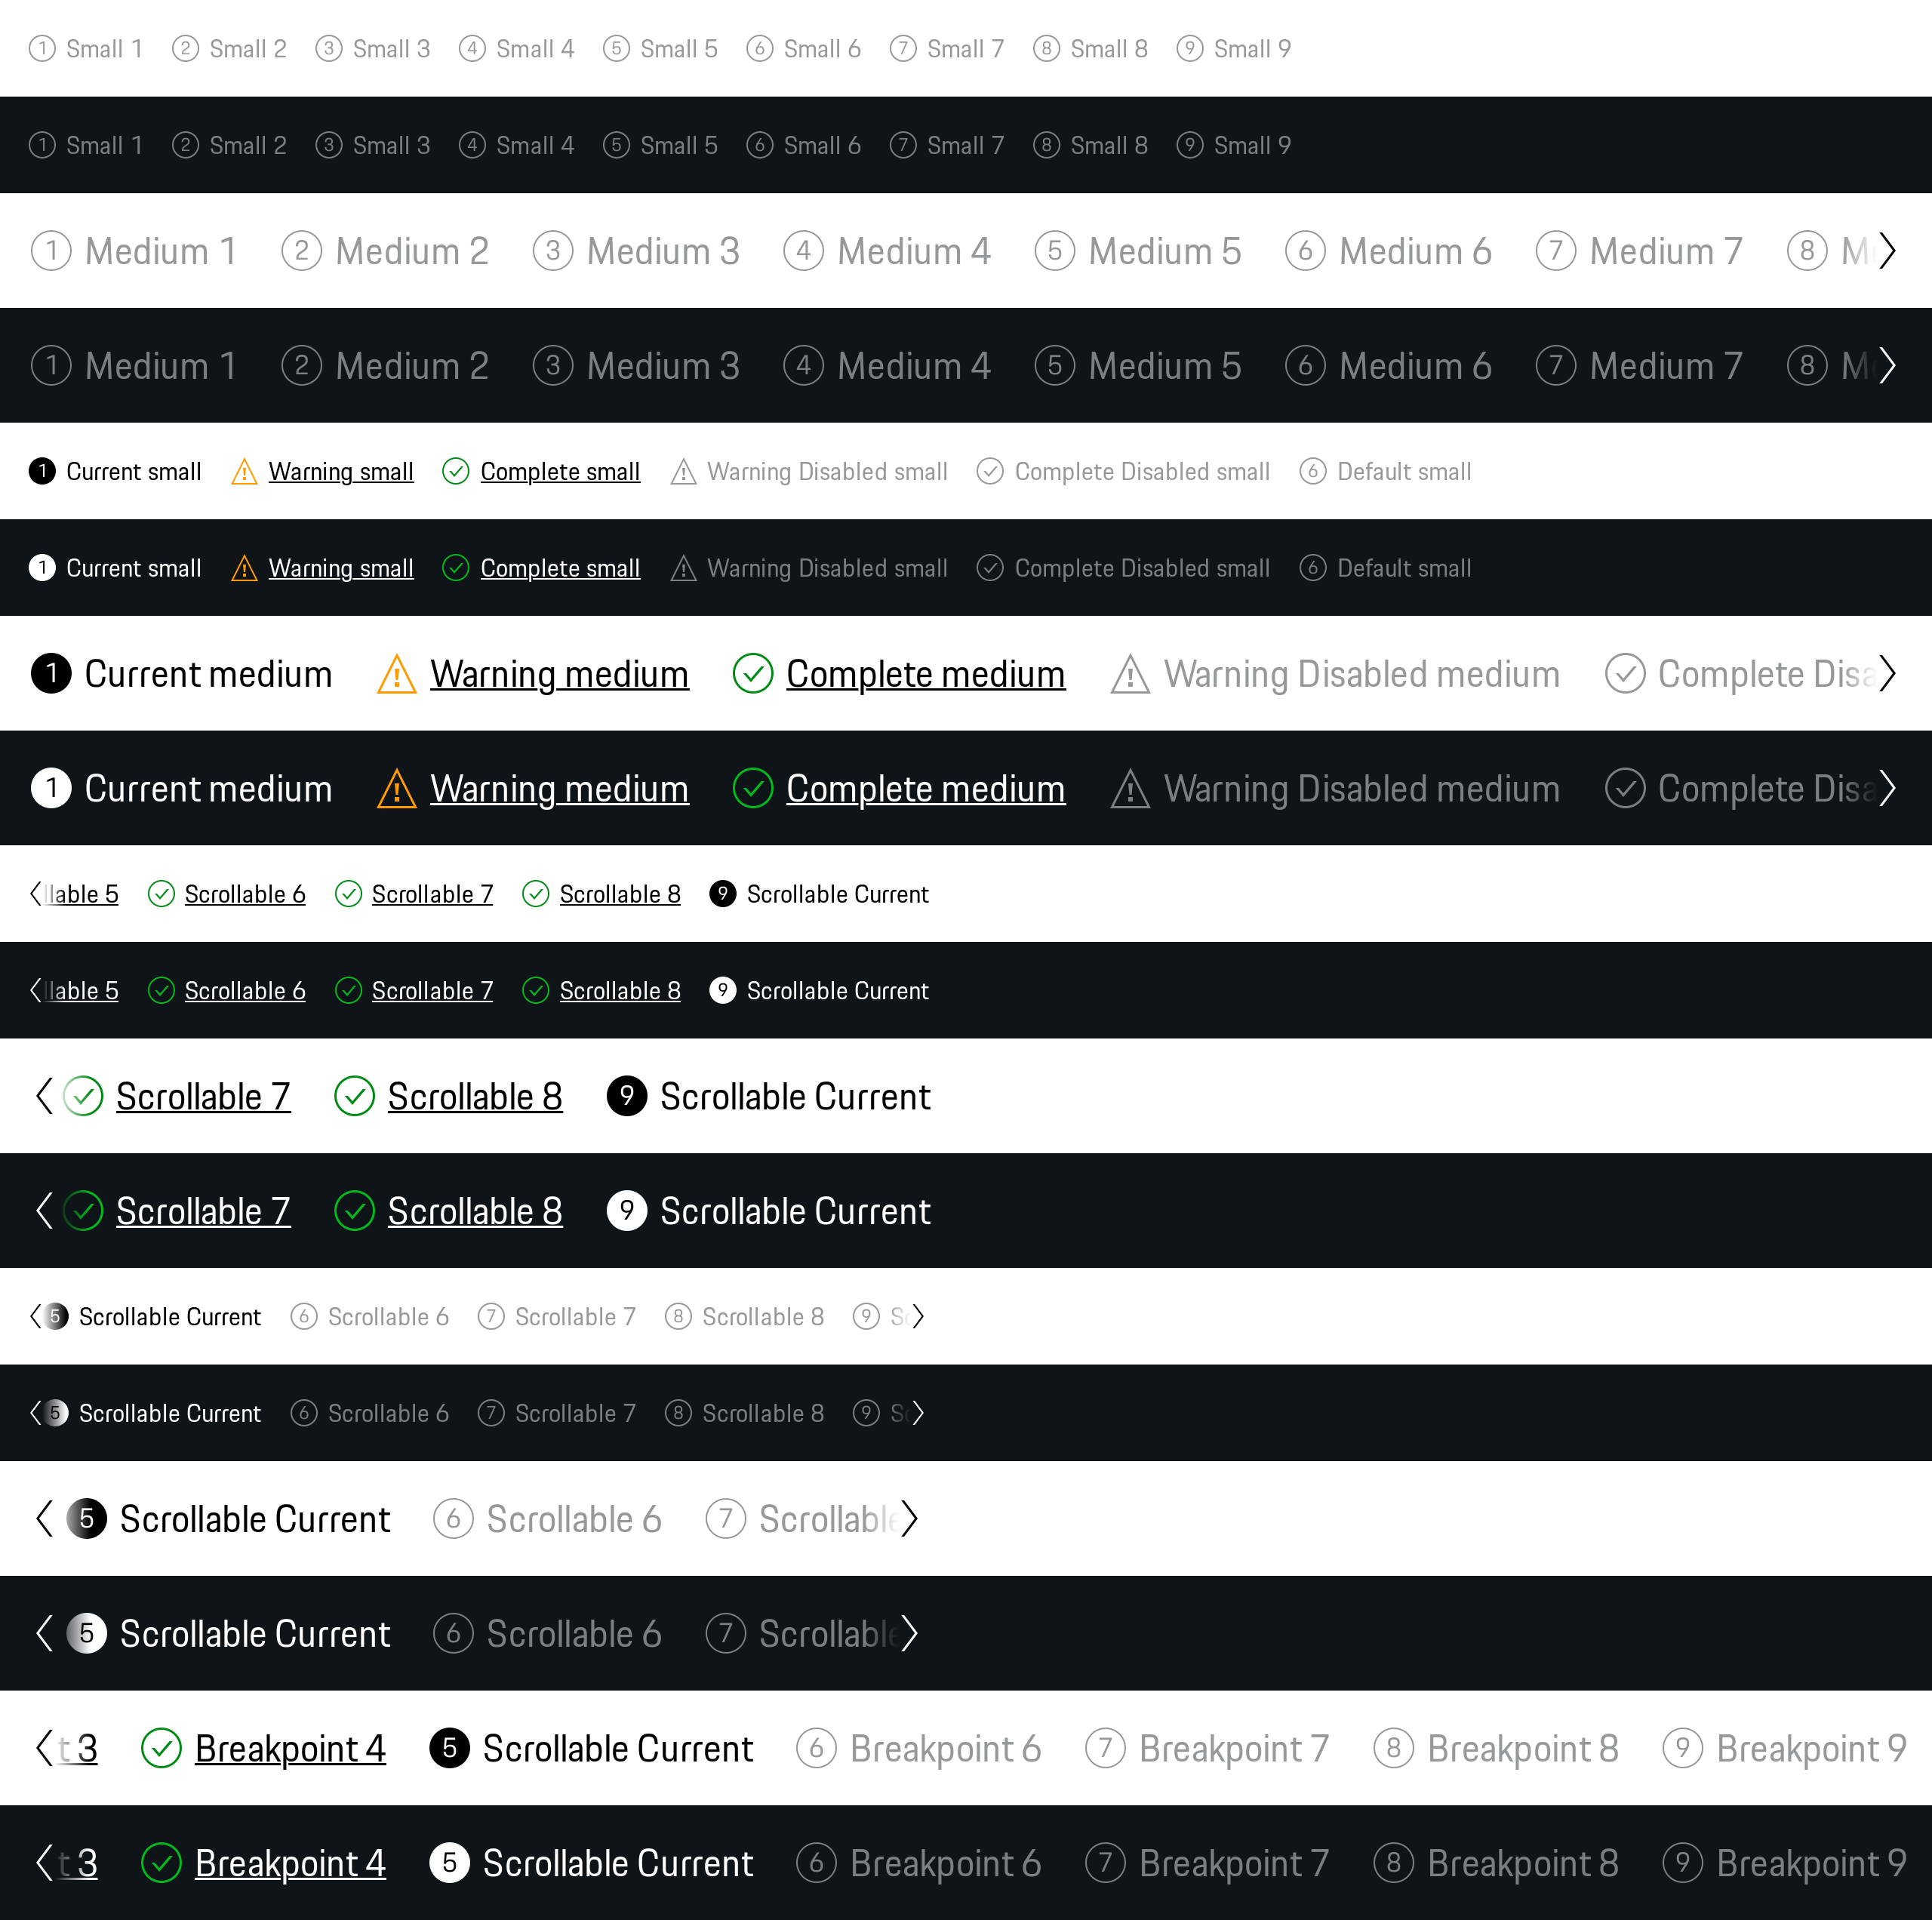 1 Small 1 2 Small 2 3 Small 3 4 Small 4 5 Small 5 6 Small 6 7 Small 7 8 Small 8 9 Small 9
1 Small 1 2 Small 2 3 Small 3 4 Small 4 5 Small 5 6 Small 6 7 Small 7 8 Small 8 9 Small 9
1 Medium 1 2 Medium 2 3 Medium 3 4 Medium 4 5 Medium 5 6 Medium 6 7 Medium 7 8
1 Medium 1 2 Medium 2 3 Medium 3 4 Medium 4 5 Medium 5 6 Medium 6 7 Medium 7 8
1 Current small Warning small Complete small Warning Disabled small Complete Disabled small 6 Default small
1 Current small Warning small Complete small Warning Disabled small Complete Disabled small 6 Default small
1 Current medium Warning medium Complete medium Warning Disabled medium Complete Disa
1 Current medium Warning medium Complete medium Warning Disabled medium Complete Disa
llable 5 Scrollable 6 Scrollable 7 Scrollable 8 9 Scrollable Current
llable 5 Scrollable 6 Scrollable 7 Scrollable 8 9 Scrollable Current
Scrollable 7 Scrollable 8 9 Scrollable Current
Scrollable 7 Scrollable 8 9 Scrollable Current
5 Scrollable Current 6 Scrollable 6 7 Scrollable 7 8 Scrollable 8 9
5 Scrollable Current 6 Scrollable 6 7 Scrollable 7 8 Scrollable 8 9
5 Scrollable Current 6 Scrollable 6 7 Scrollable
5 Scrollable Current 6 Scrollable 6 7 Scrollable
t 3 Breakpoint 4 5 Scrollable Current 6 Breakpoint 6 7 Breakpoint 7 8 Breakpoint 8 9 Breakpoint 9
t 3 Breakpoint 4 5 Scrollable Current 6 Breakpoint 6 7 Breakpoint 7 8 Breakpoint 8 9 Breakpoint 9